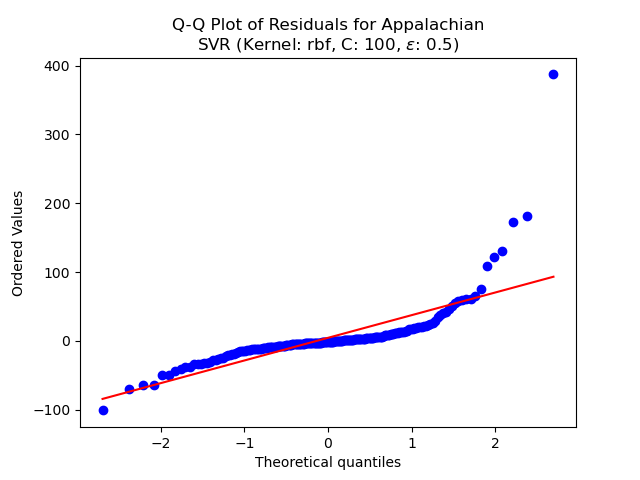 Q-Q Plot of Residuals for Appalachian
SVR (Kernel: rbf, C: 100, ε: 0.5)
400
300
200
100
0
−100
Ordered Values
−2
−1
0
1
2
Theoretical quantiles